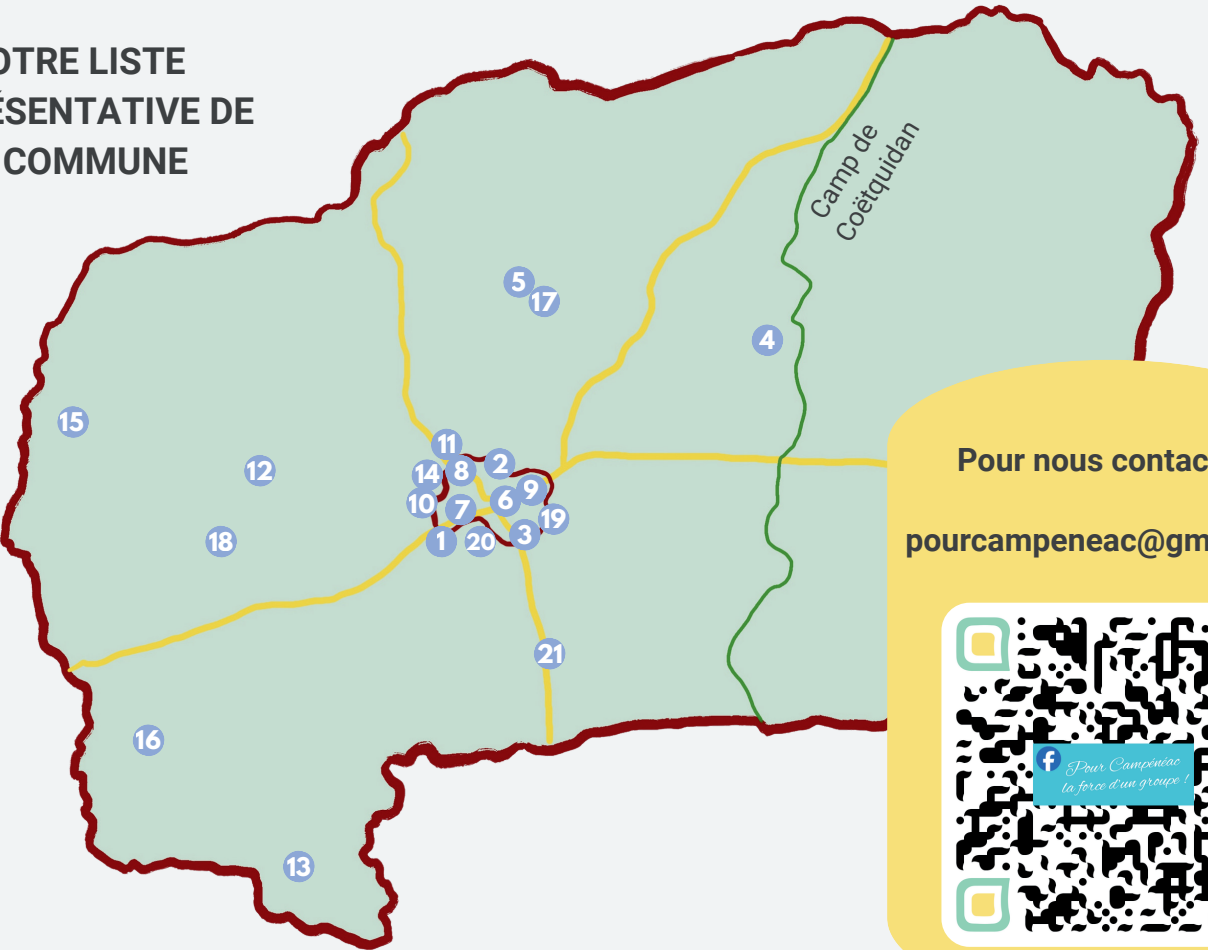 OTRE LISTE
ÉSENTATIVE DE
COMMUNE
Camp de
Coëtquidan
5
17
4
15
11
12
14
8
2
10
7
6
9
19
18
1
20
3
21
16
13
Pour nous contac
pourcampeneac@gm
Pour Campénéac
la force d'un groupe !